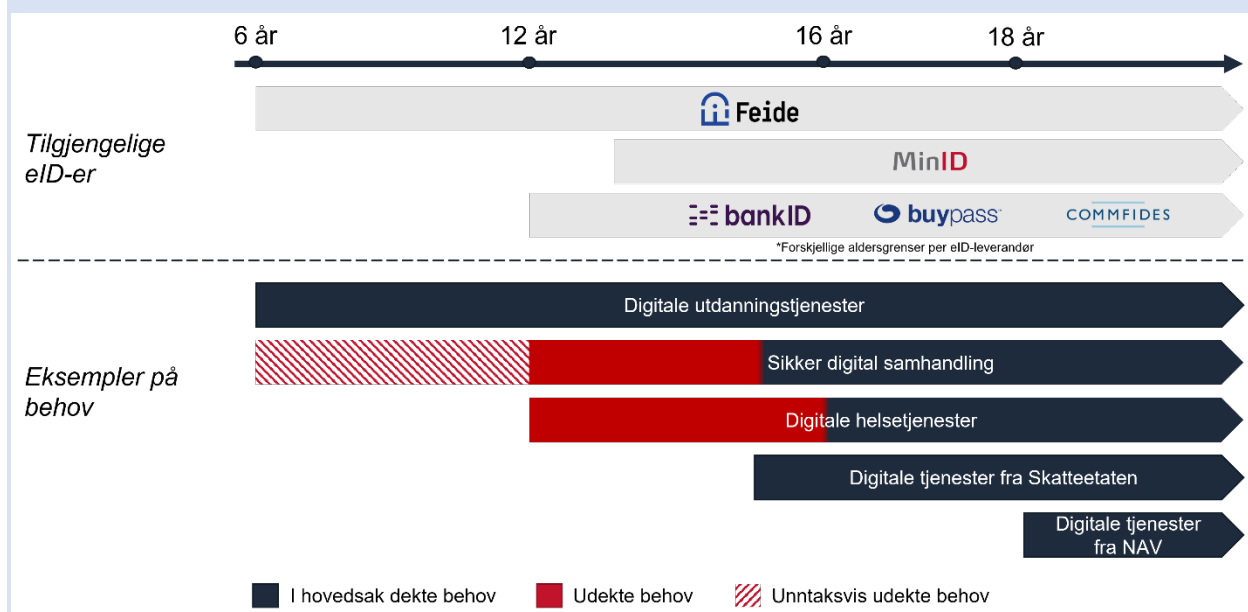 6 år
12 år
16 år
18 år
Tilgjengelige
eID-er
Feide
MinID
bankID
buypass
COMMFIDES
*Forskjellige aldersgrenser per eID-leverandør
Eksempler på
behov
Digitale utdanningstjenester
Sikker digital samhandling
Digitale helsetjenester
Digitale tjenester fra Skatteetaten
Digitale tjenester
fra NAV
I hovedsak dekte behov
Udekte behov
Unntaksvis udekte behov